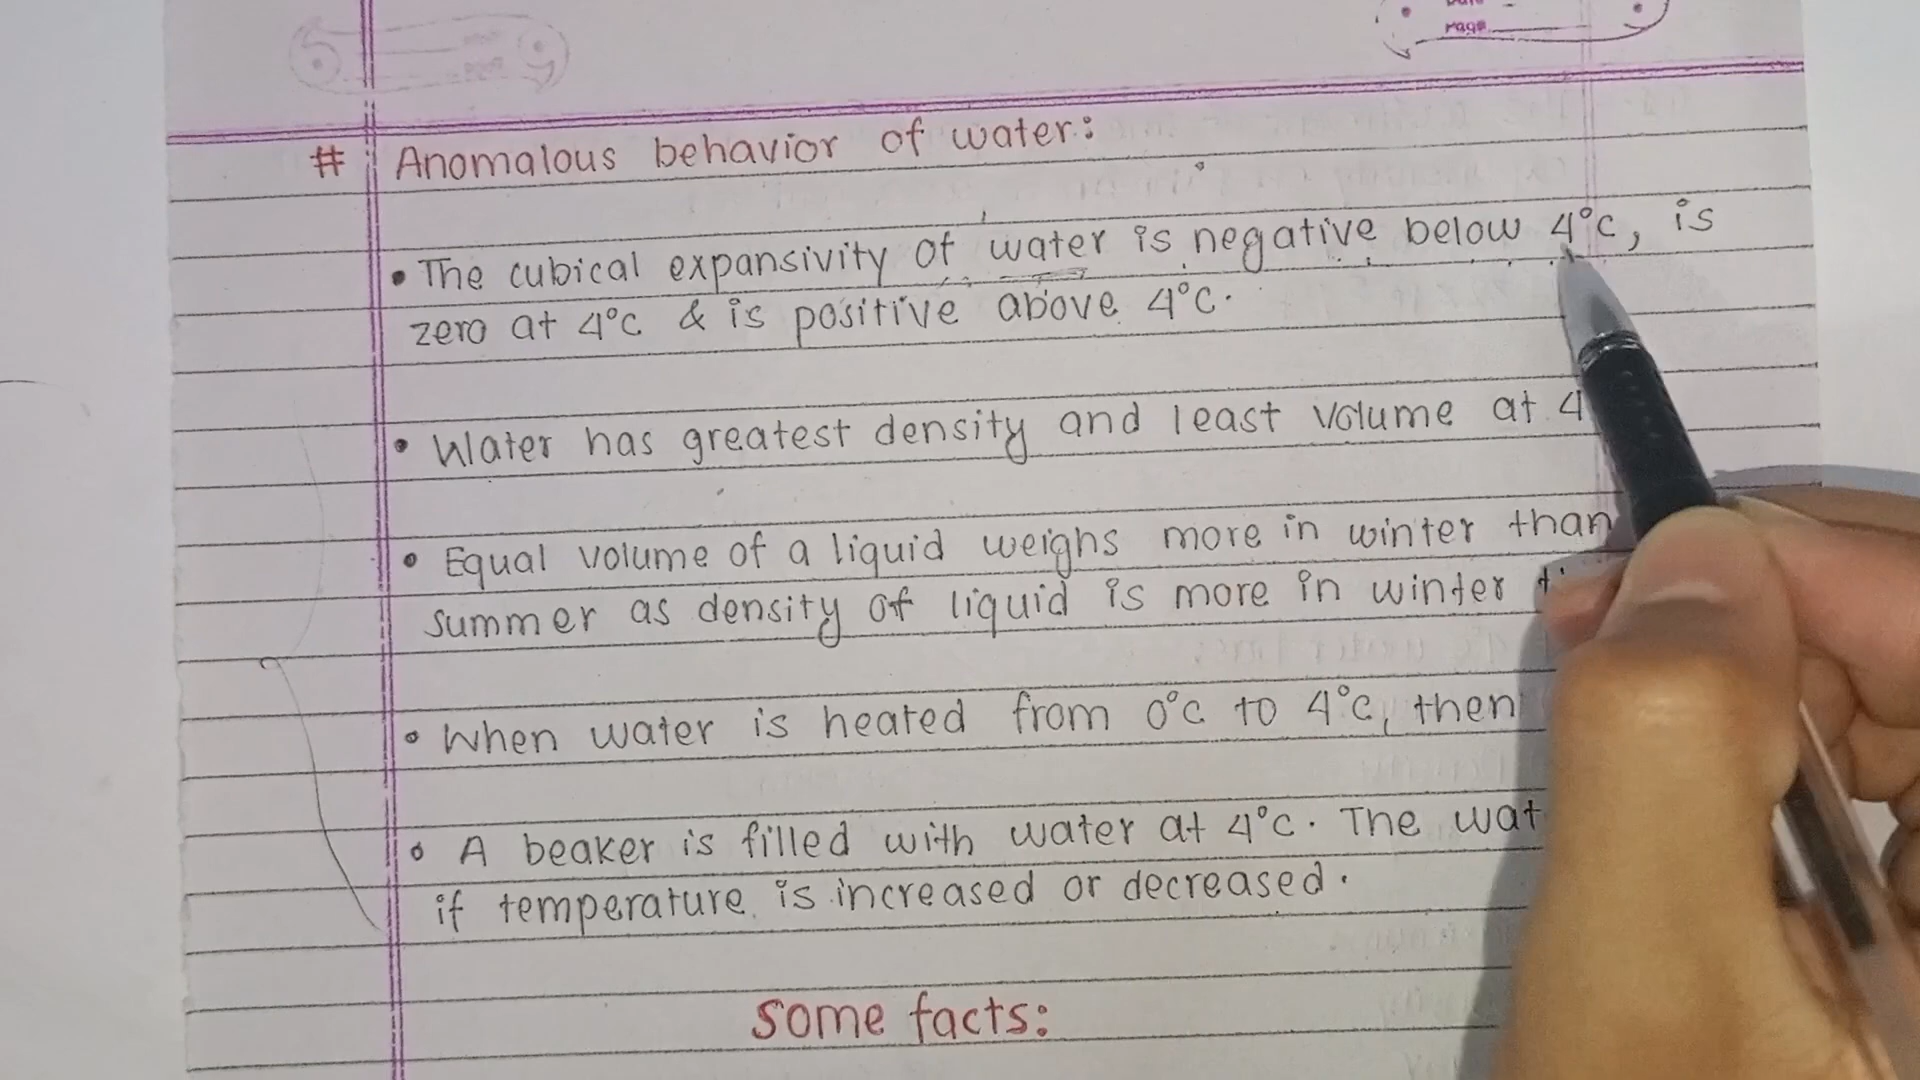 Page
# Anomalous behavior of water:
• The cubical expansivity of water is negative below 4°C, is
zero at 4°C & is positive above 4°C.
• Water has greatest density and least volume at 4
• Equal volume of a liquid weighs more in winter than
summer as density of liquid is more in winter
• When water is heated from 0°C to 4°C, then
• A beaker is filled with water at 4°C. The
if temperature is increased or decreased.
Some facts: